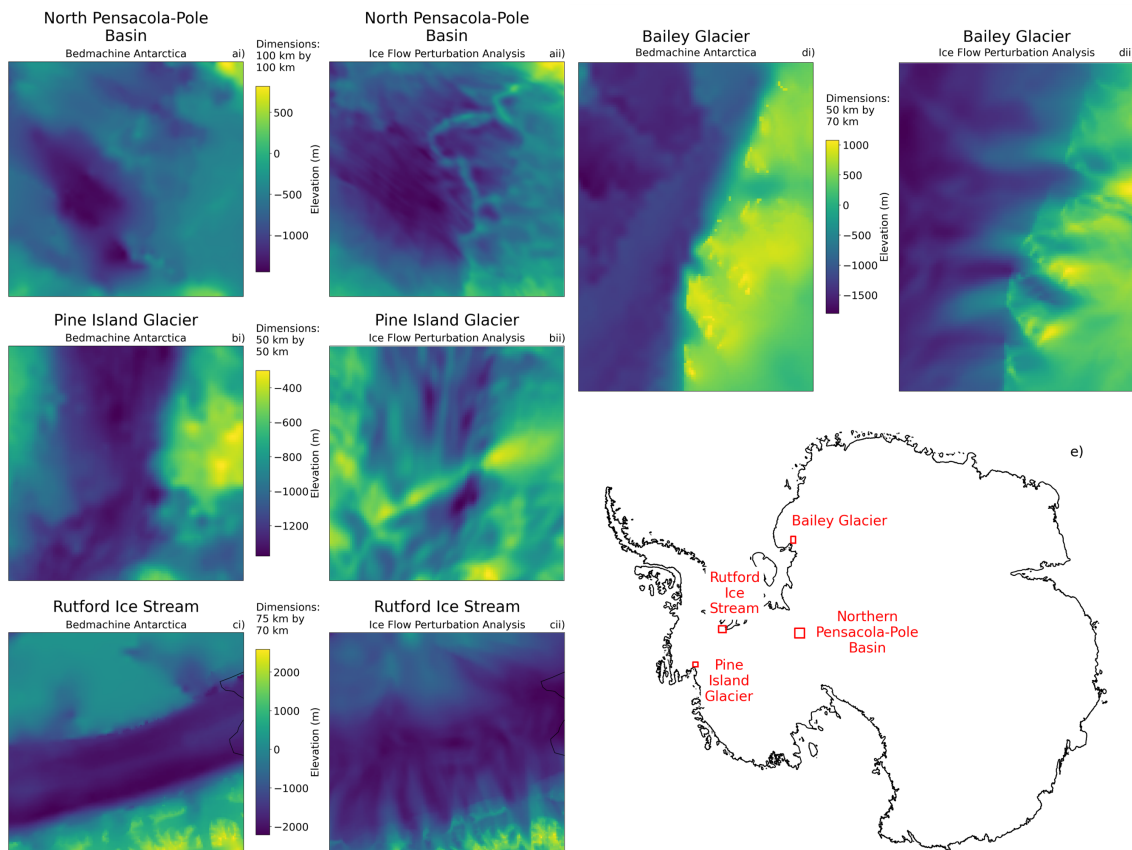 North Pensacola-Pole
Basin
Bedmachine Antarctica
ai)
Dimensions:
100 km by
100 km
500
0
−500
−1000
Elevation (m)
North Pensacola-Pole
Basin
Ice Flow Perturbation Analysis
aii)
Bailey Glacier
Bedmachine Antarctica
di)
Dimensions:
50 km by
70 km
1000
500
0
−500
−1000
−1500
Elevation (m)
Bailey Glacier
Ice Flow Perturbation Analysis
dii)
Pine Island Glacier
Bedmachine Antarctica
bi)
Dimensions:
50 km by
50 km
−400
−600
−800
−1000
−1200
Elevation (m)
Pine Island Glacier
Ice Flow Perturbation Analysis
bii)
Rutford Ice Stream
Bedmachine Antarctica
ci)
Dimensions:
75 km by
70 km
2000
1000
0
−1000
−2000
Elevation (m)
Rutford Ice Stream
Ice Flow Perturbation Analysis
cii)
e)
Bailey Glacier
Rutford
Ice
Stream
Northern
Pensacola-Pole
Basin
Pine
Island
Glacier